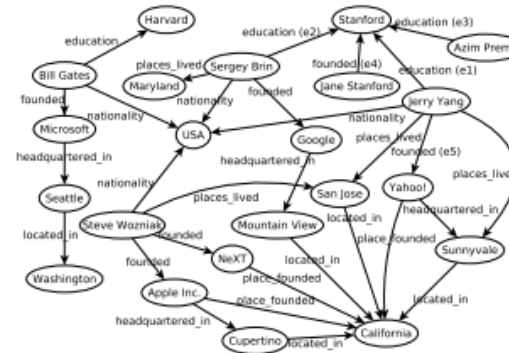 Harvard
Stanford
education (e3)
education
education (e2)
Azim Prem
places_lived
Sergey Brin
founded (e4)
education (e1)
Bill Gates
Maryland
Jane Stanford
founded
nationality
founded
Jerry Yang
Microsoft
nationality
USA
nationality
Google
places_lived
founded (e5)
headquartered_in
headquartered_in
places_live
nationality
places_lived
San Jose
Yahoo!
Seattle
headquartered_in
Steve Wozniak
Mountain View
located_in
located_in
founded
place_founded
Sunnyvale
NeXT
located_in
founded
Washington
place_founded
Apple Inc.
place_founded
located_in
headquartered_in
California
Cupertino
located_in